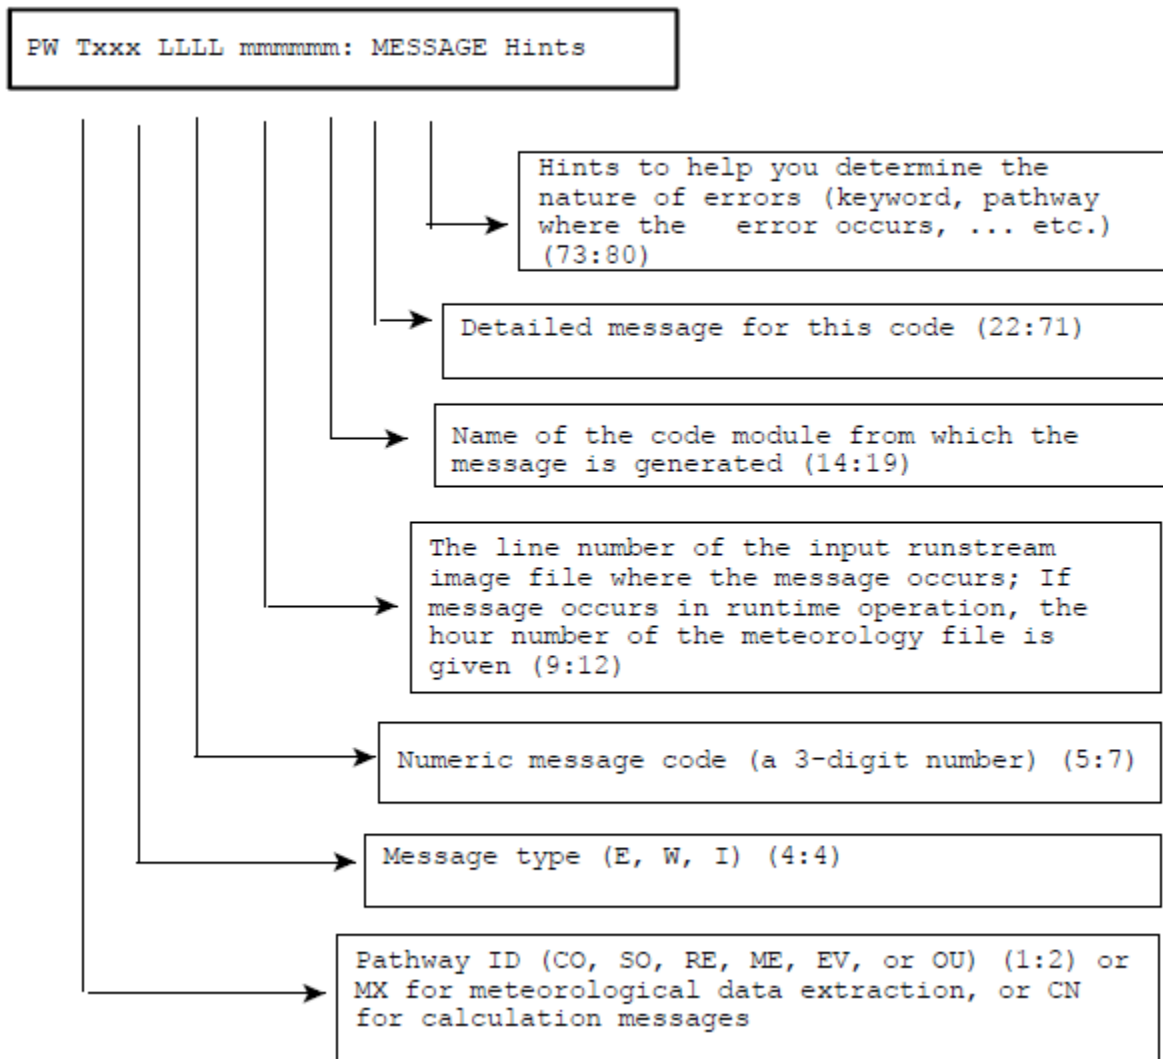 PW Txxx LLLL mmmmmm: MESSAGE Hints
Hints to help you determine the
nature of errors (keyword, pathway
where the error occurs, ... etc.)
(73:80)
Detailed message for this code (22:71)
Name of the code module from which the
message is generated (14:19)
The line number of the input runstream
image file where the message occurs; If
message occurs in runtime operation, the
hour number of the meteorology file is
given (9:12)
Numeric message code (a 3-digit number) (5:7)
Message type (E, W, I) (4:4)
Pathway ID (CO, SO, RE, ME, EV, or OU) (1:2) or
MX for meteorological data extraction, or CN
for calculation messages